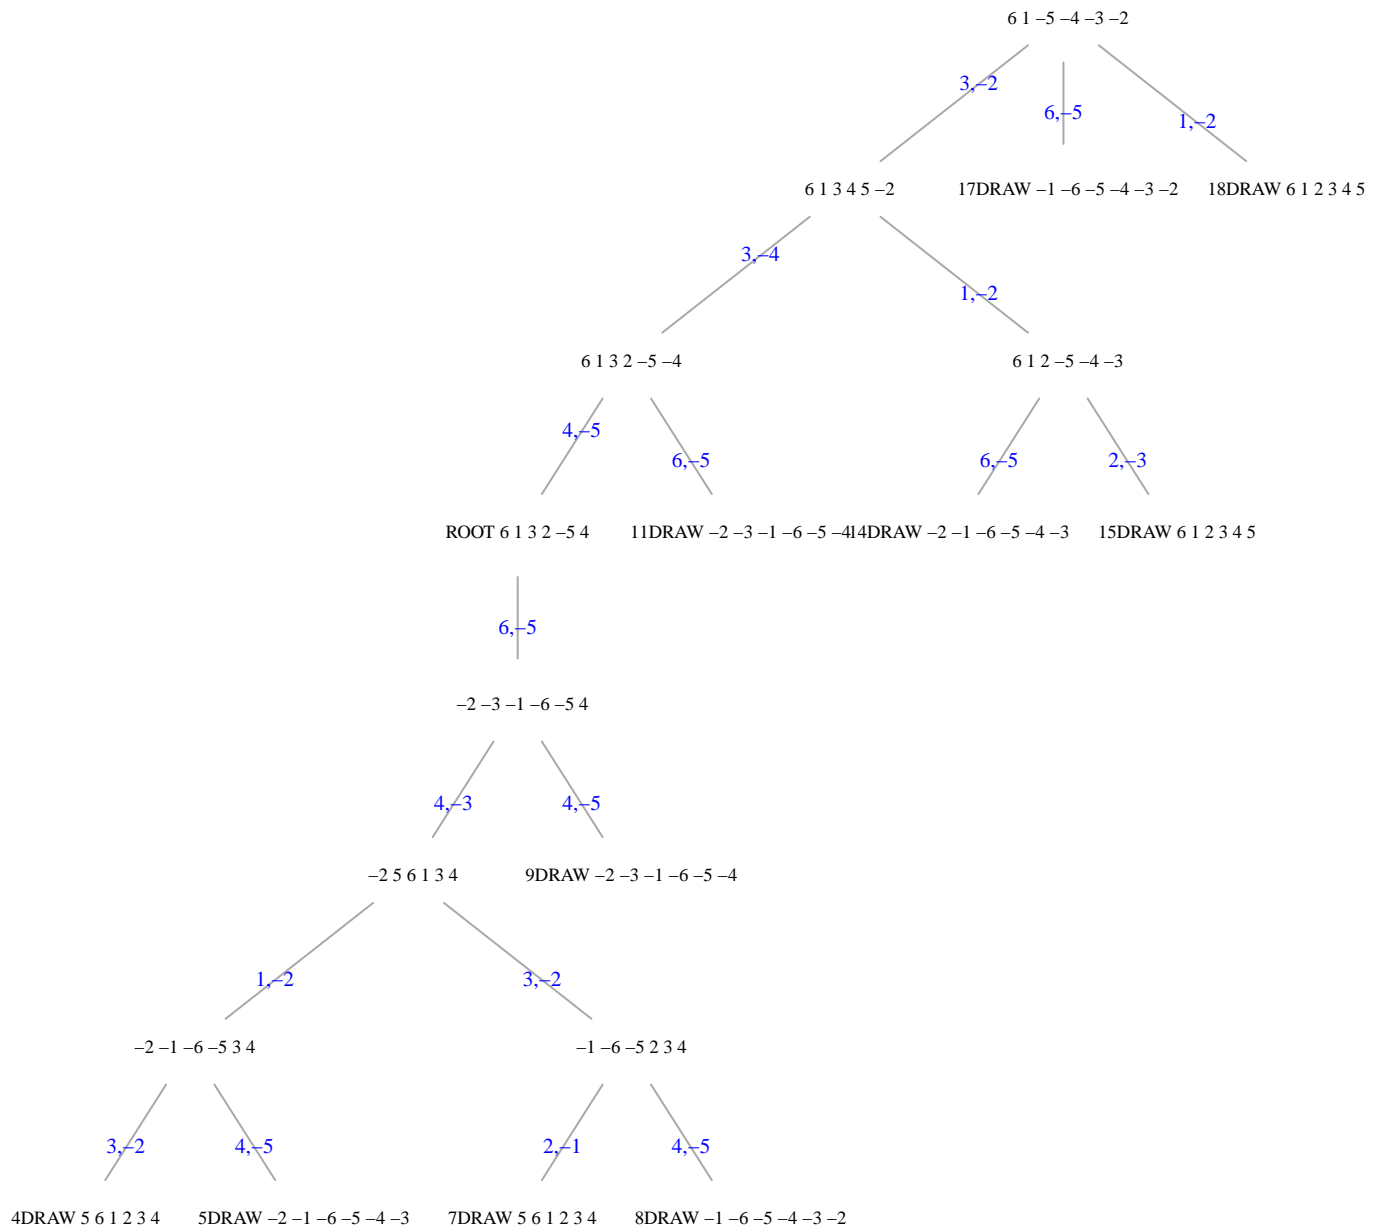 6 1 –5 –4 –3 –2
3,–2
6,–5
1,–2
6 1 3 4 5 –2
17DRAW –1 –6 –5 –4 –3 –2
18DRAW 6 1 2 3 4 5
3,–4
1,–2
6 1 3 2 –5 –4
6 1 2 –5 –4 –3
4,–5
6,–5
6,–5
2,–3
ROOT 6 1 3 2 –5 4
11DRAW –2 –3 –1 –6 –5 –4
14DRAW –2 –1 –6 –5 –4 –3
15DRAW 6 1 2 3 4 5
6,–5
–2 –3 –1 –6 –5 4
4,–3
4,–5
–2 5 6 1 3 4
9DRAW –2 –3 –1 –6 –5 –4
1,–2
3,–2
–2 –1 –6 –5 3 4
–1 –6 –5 2 3 4
3,–2
4,–5
2,–1
4,–5
4DRAW 5 6 1 2 3 4
5DRAW –2 –1 –6 –5 –4 –3
7DRAW 5 6 1 2 3 4
8DRAW –1 –6 –5 –4 –3 –2